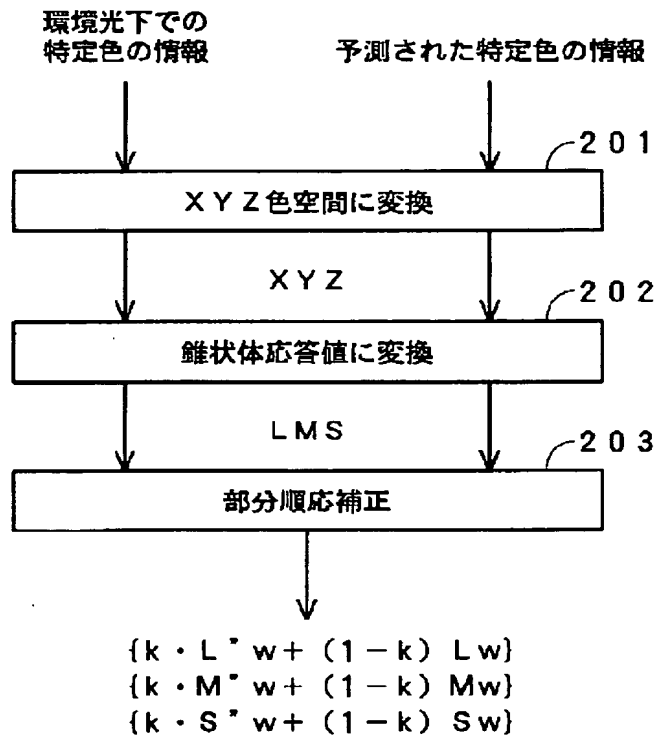 環境光下での
特定色の情報
予測された特定色の情報
201
XYZ色空間に変換
XYZ
202
錐状体応答値に変換
LMS
203
部分順応補正
{k・L"w+(1-k)Lw}
{k・M"w+(1-k)Mw}
{k・S"w+(1-k)Sw}